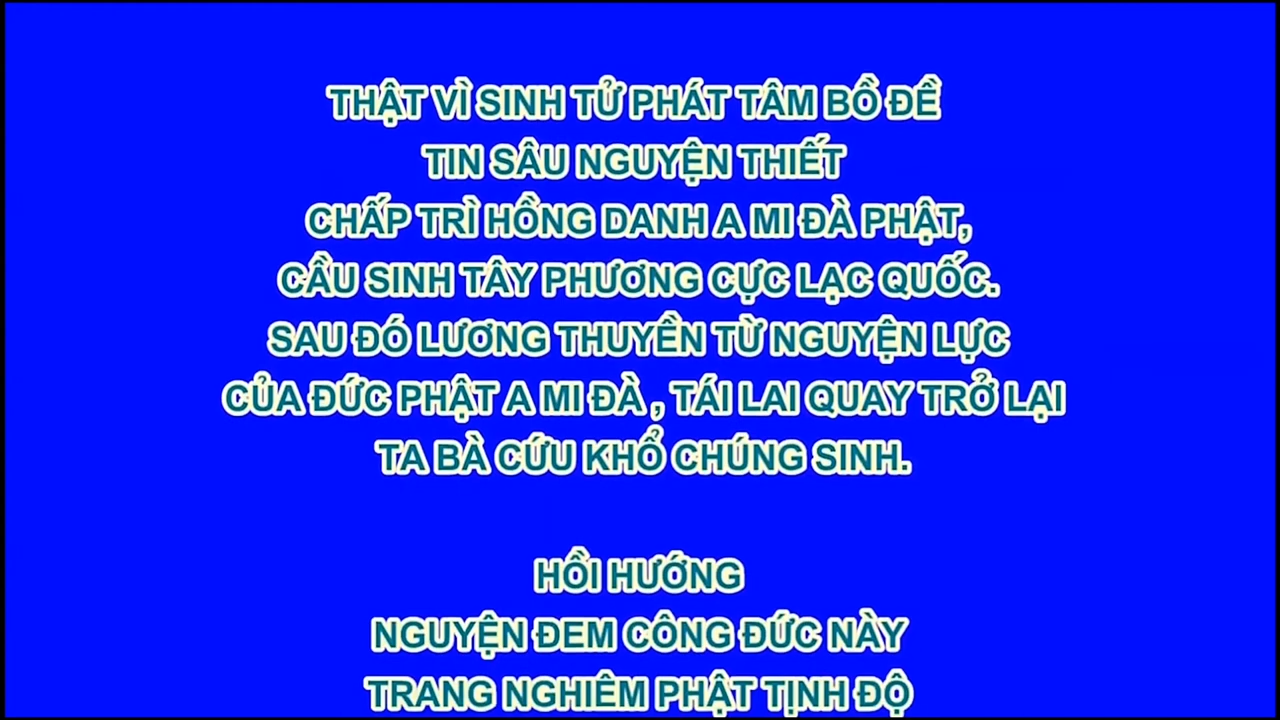 THẬT VÌ SINH TỬ PHÁT TÂM BỒ ĐỀ
TIN SÂU NGUYỆN THIẾT
CHẤP TRÌ HỒNG DANH A MI ĐÀ PHẬT,
CẦU SINH TÂY PHƯƠNG CỰC LẠC QUỐC.
SAU ĐÓ LƯƠNG THUYỀN TỪ NGUYỆN LỰC
CỦA ĐỨC PHẬT A MI ĐÀ , TÁI LAI QUAY TRỞ LẠI
TA BÀ CỨU KHỔ CHÚNG SINH.
HỒI HƯỚNG
NGUYỆN ĐEM CÔNG ĐỨC NÀY
TRANG NGHIÊM PHẬT TỊNH ĐỘ